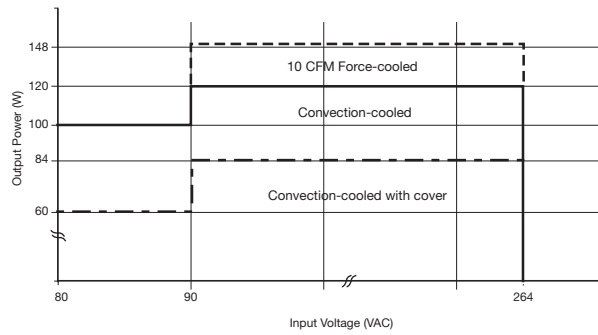 Output Power (W)
148
120
100
84
60
10 CFM Force-cooled
Convection-cooled
Convection-cooled with cover
80
90
264
Input Voltage (VAC)